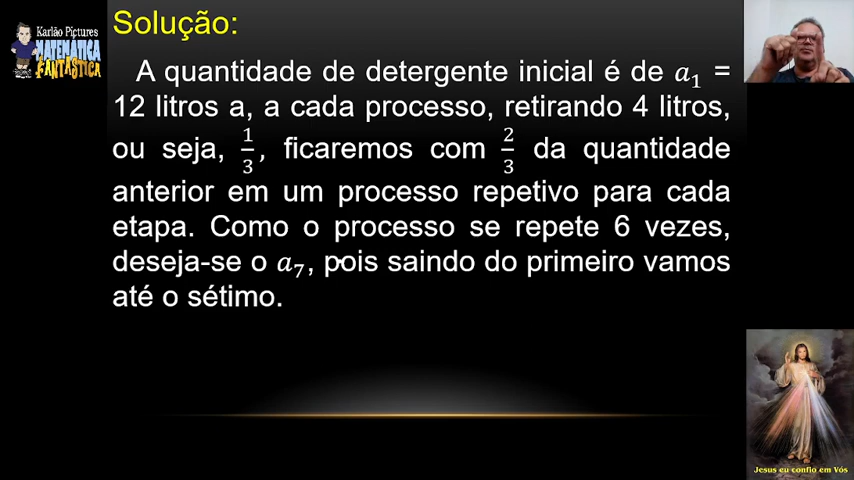 Karlão Pictures
MATEMÁTICA
FANTÁSTICA
Solução:
A quantidade de detergente inicial é de a₁ =
12 litros a, a cada processo, retirando 4 litros,
ou seja, 1/3, ficaremos com 2/3 da quantidade
anterior em um processo repetivo para cada
etapa. Como o processo se repete 6 vezes,
deseja-se o a₇, pois saindo do primeiro vamos
até o sétimo.
Jesus eu confio em Vós